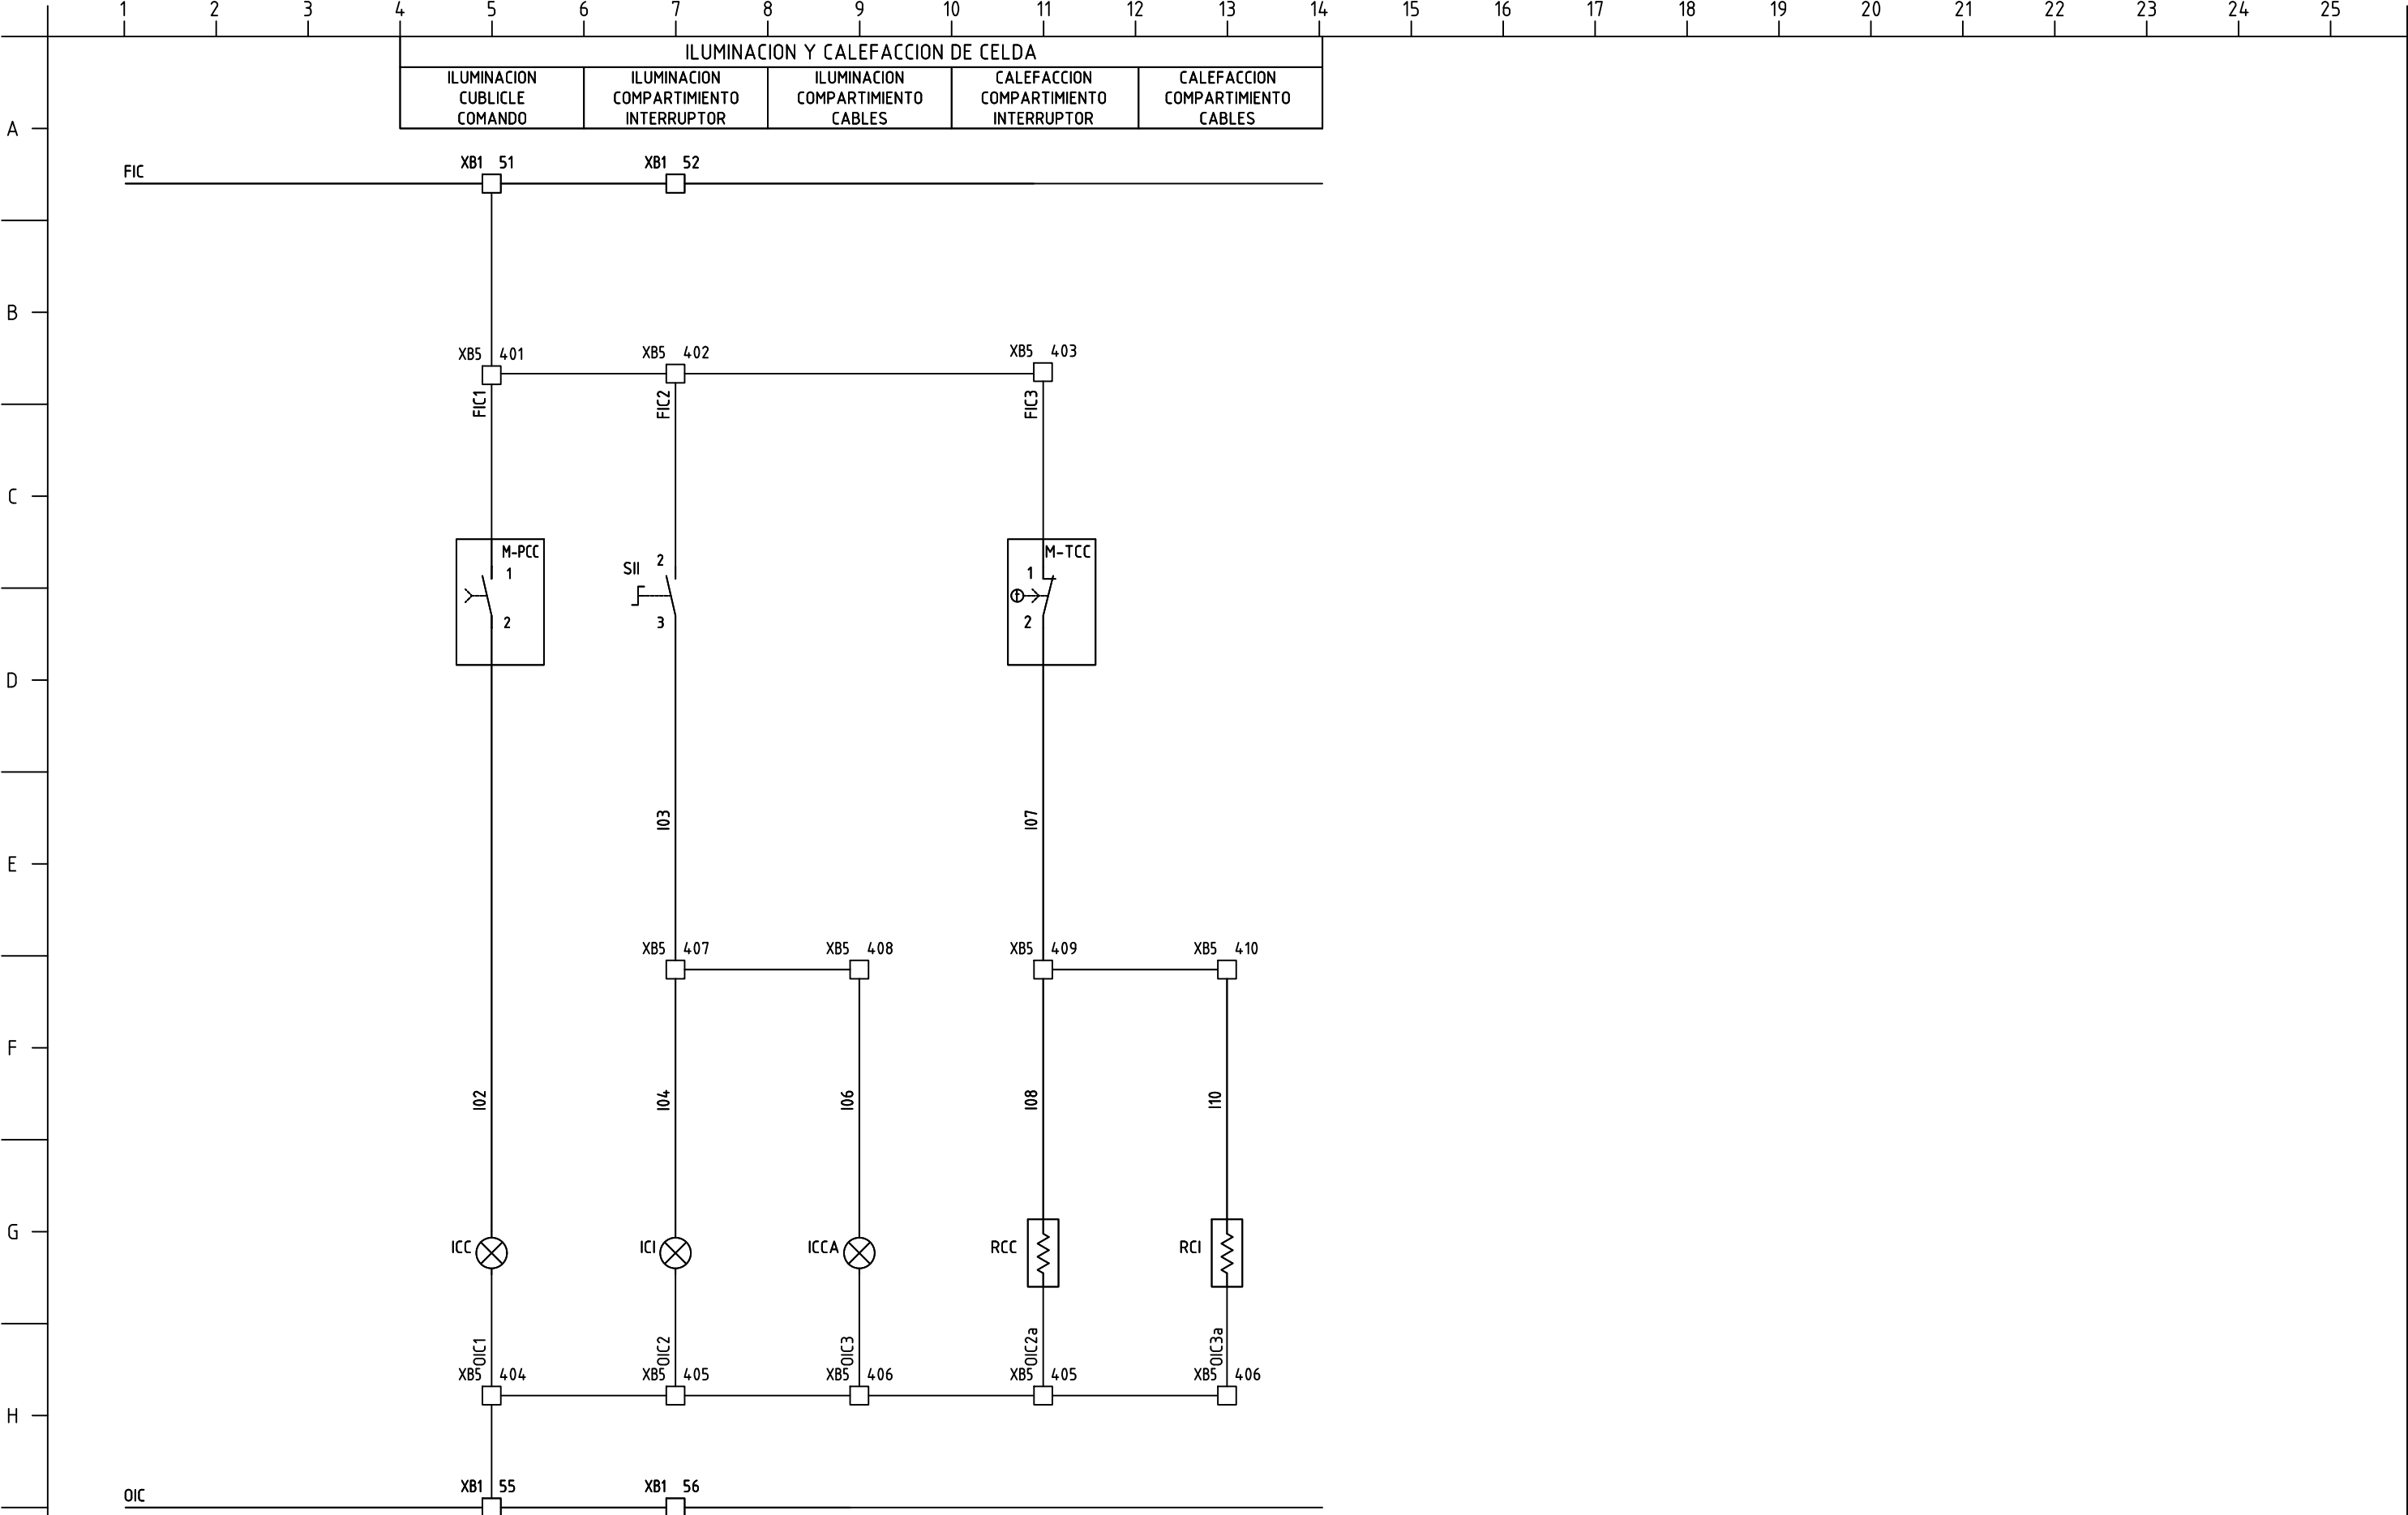 1 2 3 4 5 6 7 8 9 10 11 12 13 14 15 16 17 18 19 20 21 22 23 24 25
ILUMINACION Y CALEFACCION DE CELDA
ILUMINACION
CUBLICLE
COMANDO
ILUMINACION
COMPARTIMIENTO
INTERRUPTOR
ILUMINACION
COMPARTIMIENTO
CABLES
CALEFACCION
COMPARTIMIENTO
INTERRUPTOR
CALEFACCION
COMPARTIMIENTO
CABLES
A
FIC
XB1 51
XB1 52
B
XB5 401
XB5 402
XB5 403
FIC1
FIC2
FIC3
C
M-PCC
1
2
SII
2
3
M-TCC
1
2
D
I03
I07
E
XB5 407
XB5 408
XB5 409
XB5 410
F
I02
I04
I06
I08
I10
G
ICC
ICI
ICCA
RCC
RCI
OIC1
OIC2
OIC3
OIC2a
OIC3a
XB5 404
XB5 405
XB5 406
XB5 405
XB5 406
H
OIC
XB1 55
XB1 56